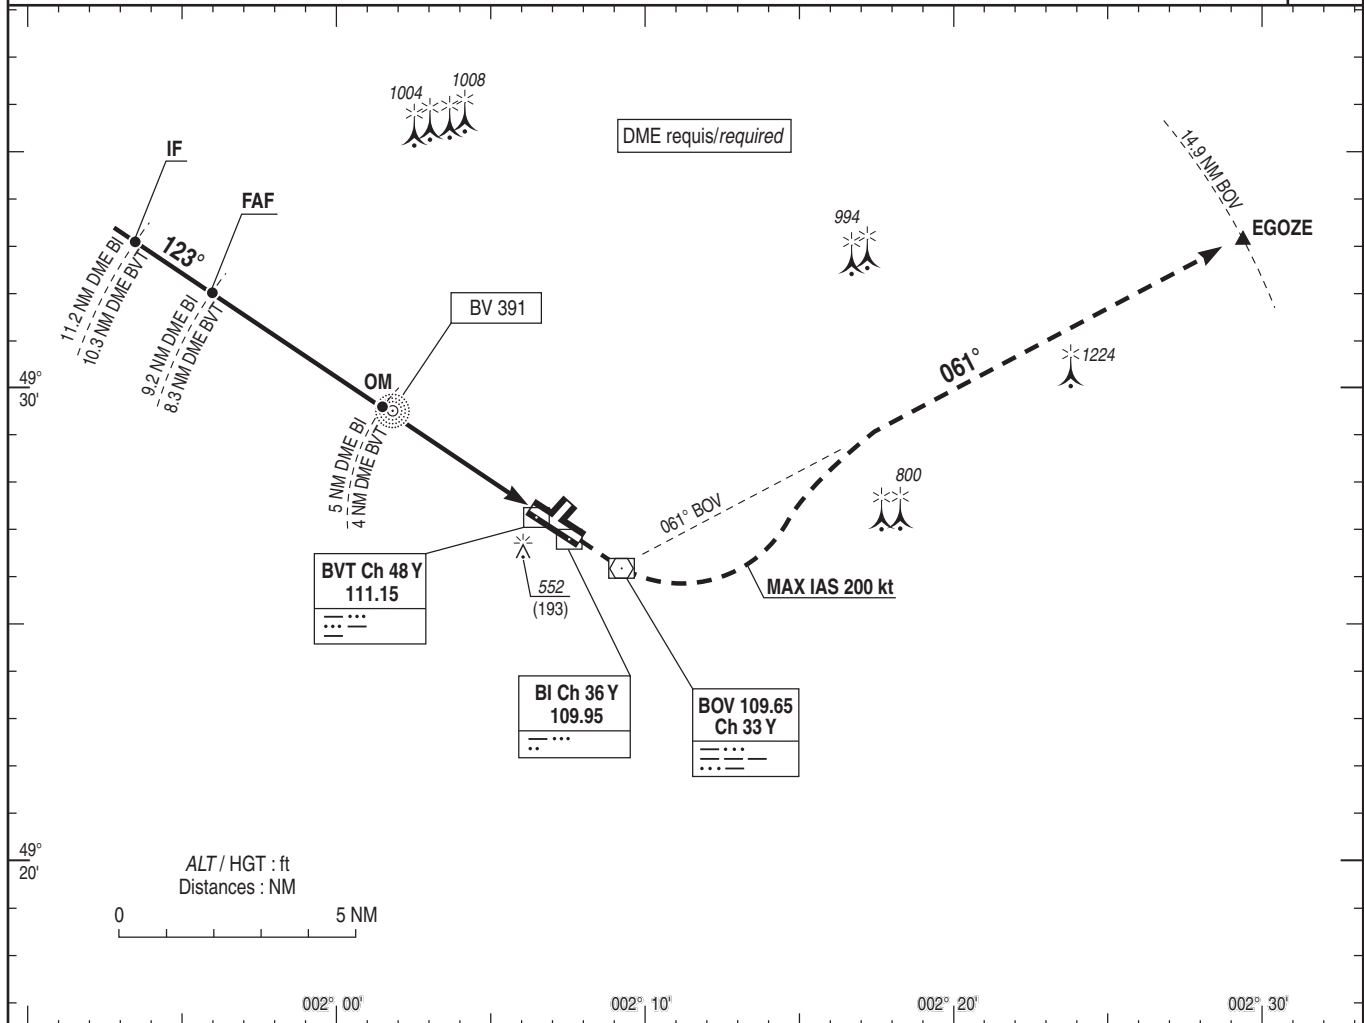 1004
1008
DME requis/required
14.9 NM BOV
IF
FAF
994
EGOZE
123°
11.2 NM DME BI
10.3 NM DME BVT
9.2 NM DME BI
8.3 NM DME BVT
BV 391
OM
061°
1224
49°
30'
5 NM DME BI
4 NM DME BVT
800
061° BOV
BVT Ch 48 Y
111.15
552
(193)
MAX IAS 200 kt
BI Ch 36 Y
109.95
BOV 109.65
Ch 33 Y
49°
20'
ALT / HGT : ft
Distances : NM
0
5 NM
002° 00'
002° 10'
002° 20'
002° 30'